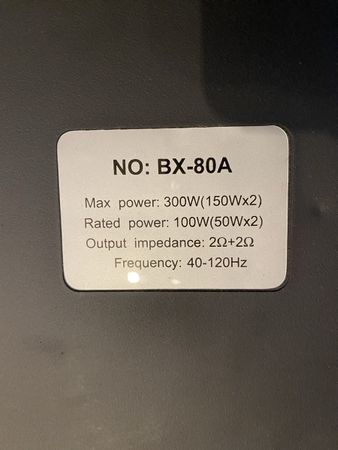 NO: BX-80A
Max power: 300W(150Wx2)
Rated power: 100W(50Wx2)
Output impedance: 2Ω+2Ω
Frequency: 40-120Hz